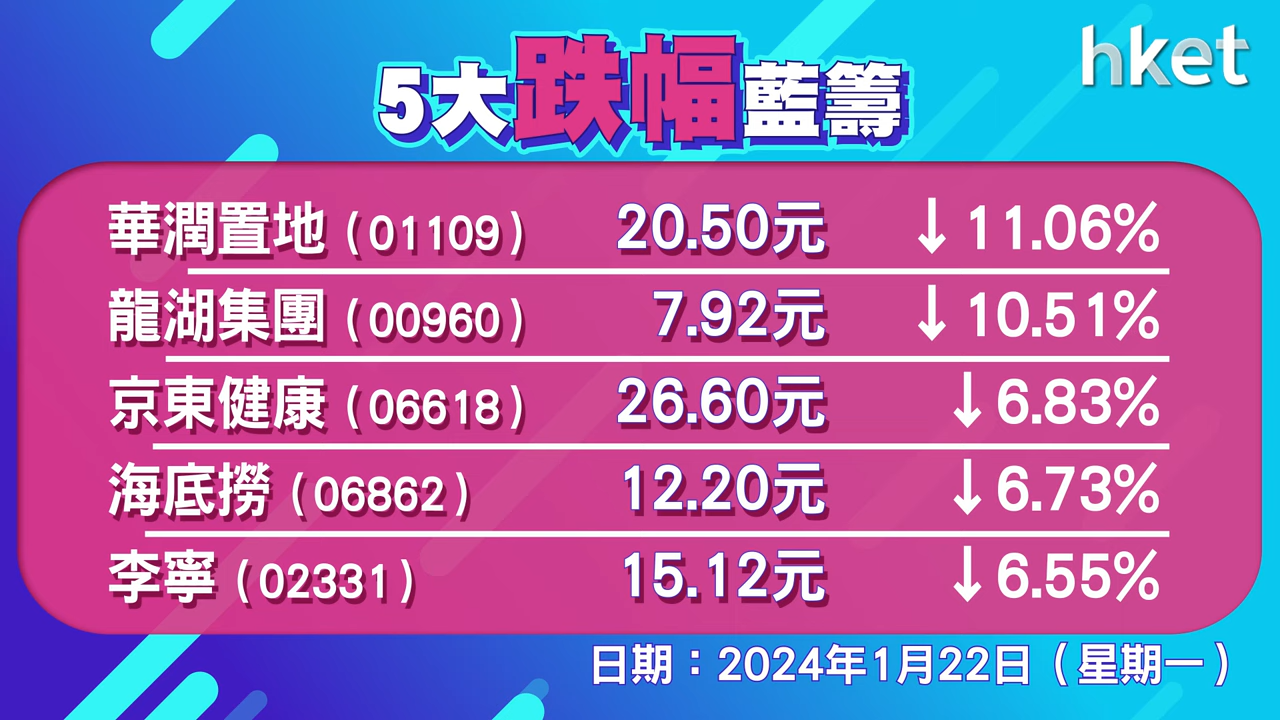 hket
5大跌幅藍籌
華潤置地(01109) 20.50元 ↓11.06%
龍湖集團(00960) 7.92元 ↓10.51%
京東健康(06618) 26.60元 ↓6.83%
海底撈(06862) 12.20元 ↓6.73%
李寧(02331) 15.12元 ↓6.55%
日期：2024年1月22日(星期一)